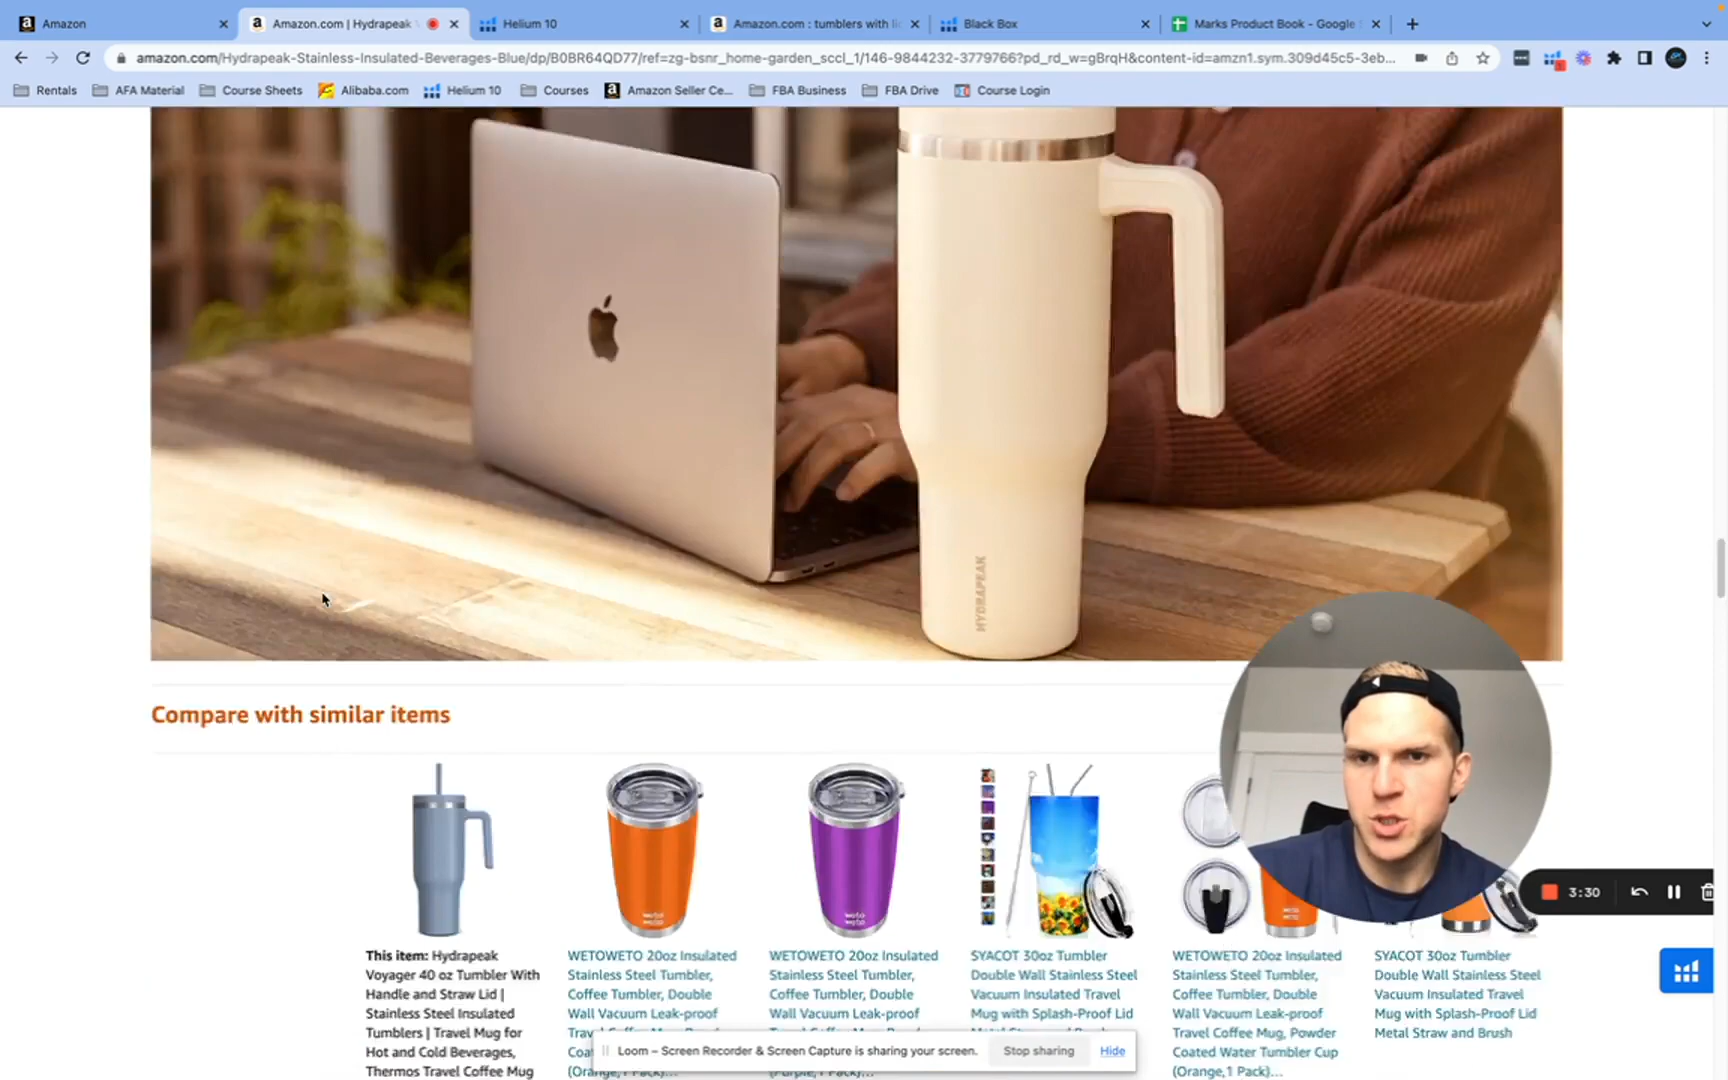 Amazon
Amazon.com | Hydrapeak
Helium 10
Amazon.com : tumblers with li
Black Box
Marks Product Book - Google S
amazon.com/Hydrapeak-Stainless-Insulated-Beverages-Blue/dp/B0BR64QD77/ref=zg-bsnr_home-garden_sccl_1/146-9844232-3779766?pd_rd_w=gBrqH&content-id=amzn1.sym.309d45c5-3eb...
Rentals
AFA Material
Course Sheets
Alibaba.com
Helium 10
Courses
Amazon Seller Ce...
FBA Business
FBA Drive
Course Login
HYDRAPEAK
Compare with similar items
This item: Hydrapeak
Voyager 40 oz Tumbler With
Handle and Straw Lid |
Stainless Steel Insulated
Tumblers | Travel Mug for
Hot and Cold Beverages,
Thermos Travel Coffee Mug
WETOWETO 20oz Insulated
Stainless Steel Tumbler,
Coffee Tumbler, Double
Wall Vacuum Leak-proof
(Orange,1 Pack)...
WETOWETO 20oz Insulated
Stainless Steel Tumbler,
Coffee Tumbler, Double
Wall Vacuum Leak-proof
(Purple,1 Pack)...
SYACOT 30oz Tumbler
Double Wall Stainless Steel
Vacuum Insulated Travel
Mug with Splash-Proof Lid
Metal Straw and Brush
WETOWETO 20oz Insulated
Stainless Steel Tumbler,
Coffee Tumbler, Double
Wall Vacuum Leak-proof
Travel Coffee Mug, Powder
Coated Water Tumbler Cup
(Orange,1 Pack)...
SYACOT 30oz Tumbler
Double Wall Stainless Steel
Vacuum Insulated Travel
Mug with Splash-Proof Lid
Metal Straw and Brush
3:30
Loom – Screen Recorder & Screen Capture is sharing your screen.
Stop sharing
Hide